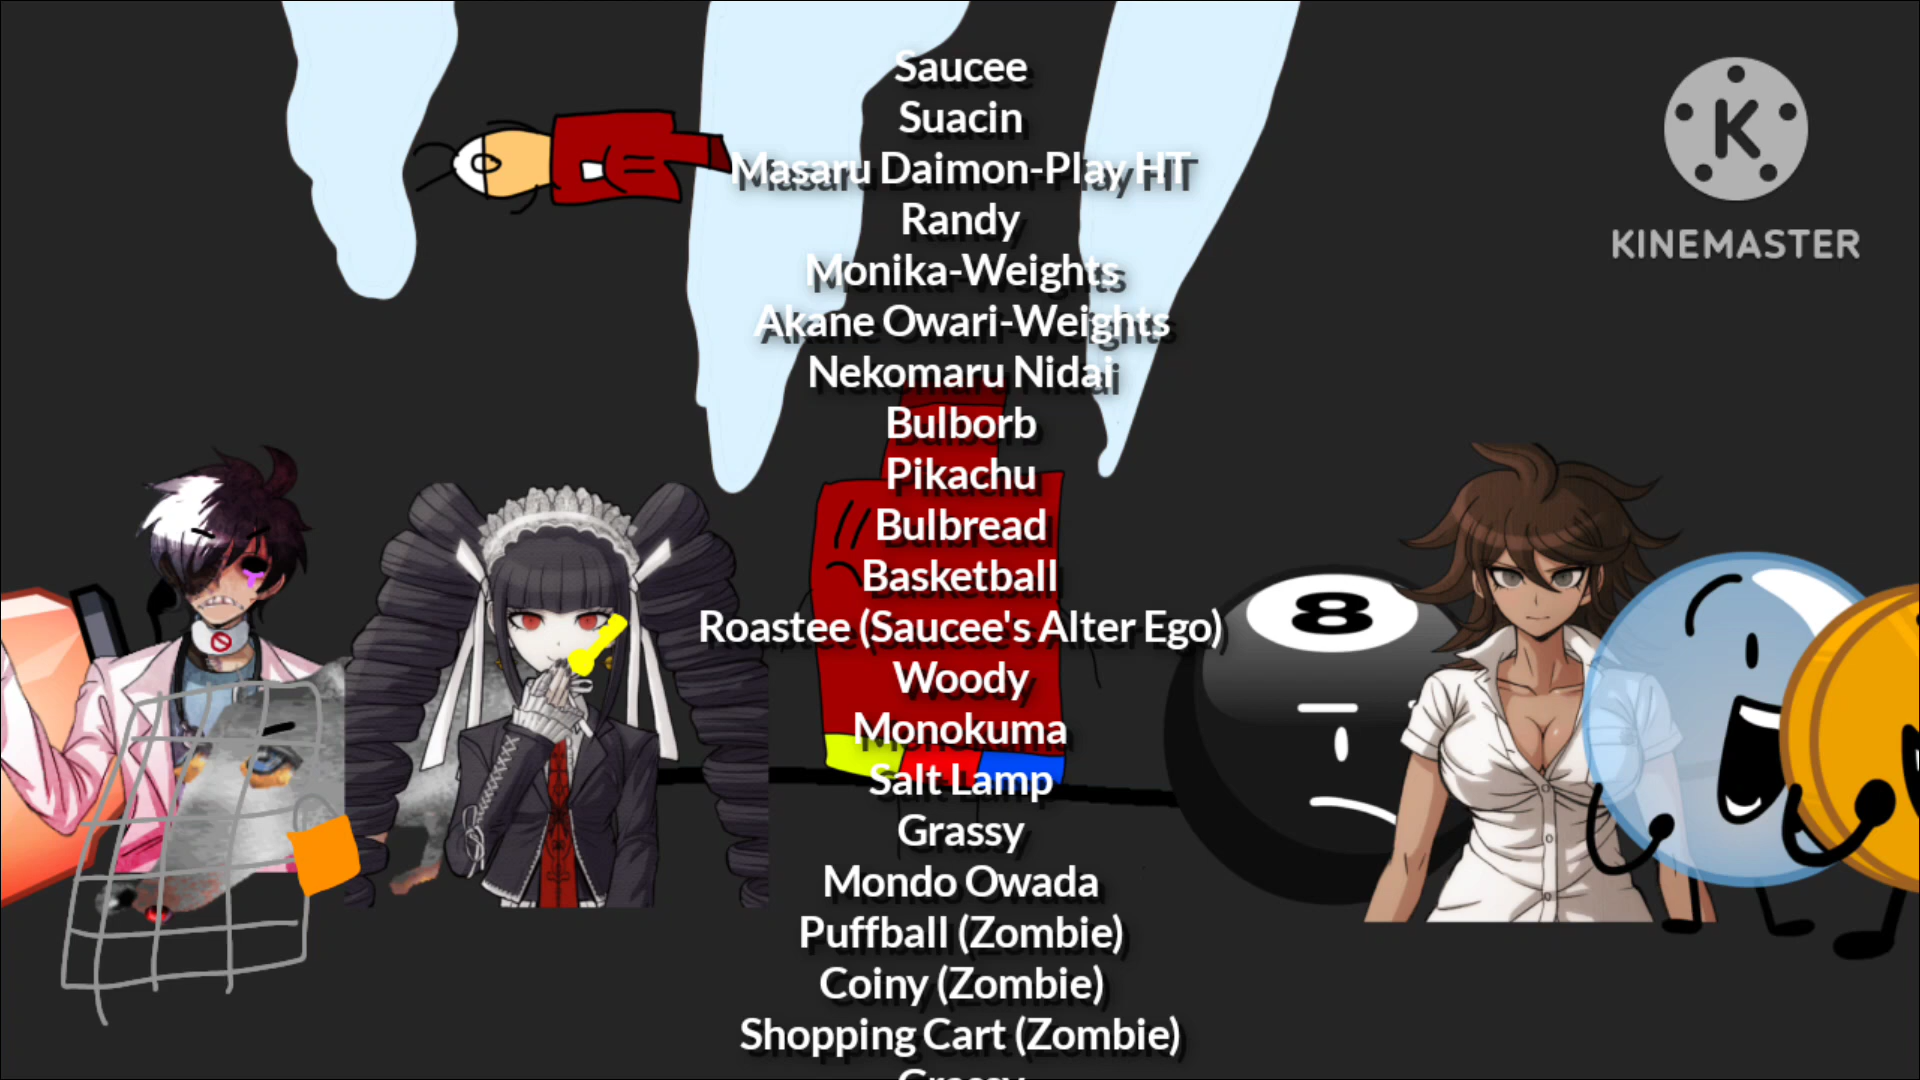 Saucee
Suacin
Masaru Daimon-Play HT
Randy
Monika-Weights
Akane Owari-Weights
Nekomaru Nidai
Bulborb
Pikachu
Bulbread
Basketball
Roastee (Saucee's Alter Ego)
Woody
Monokuma
Salt Lamp
Grassy
Mondo Owada
Puffball (Zombie)
Coiny (Zombie)
Shopping Cart (Zombie)
K
KINEMASTER
8